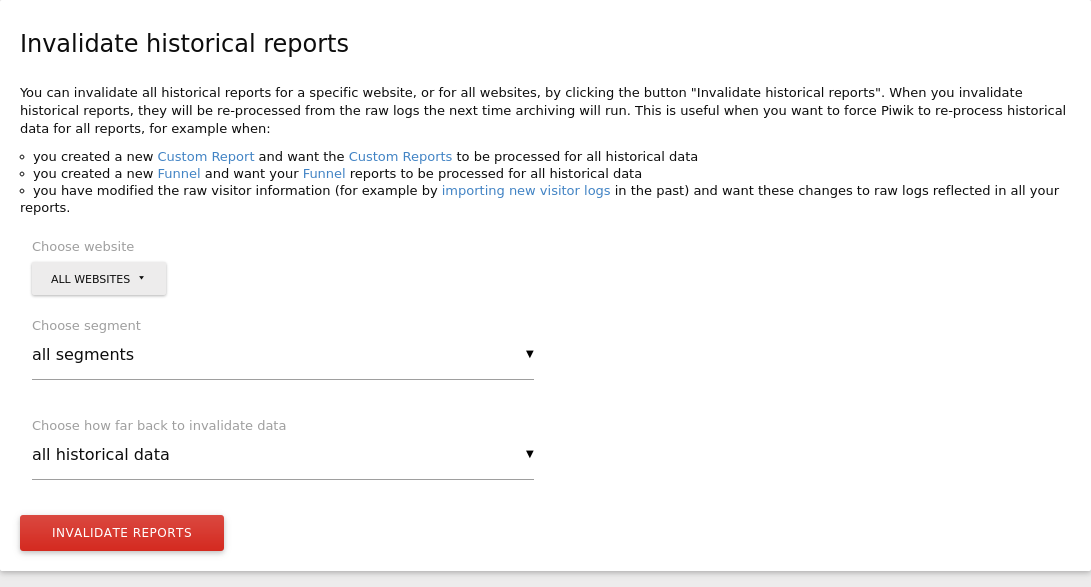 Invalidate historical reports
You can invalidate all historical reports for a specific website, or for all websites, by clicking the button "Invalidate historical reports". When you invalidate
historical reports, they will be re-processed from the raw logs the next time archiving will run. This is useful when you want to force Piwik to re-process historical
data for all reports, for example when:
you created a new Custom Report and want the Custom Reports to be processed for all historical data
you created a new Funnel and want your Funnel reports to be processed for all historical data
you have modified the raw visitor information (for example by importing new visitor logs in the past) and want these changes to raw logs reflected in all your
reports.
Choose website
ALL WEBSITES
Choose segment
all segments
Choose how far back to invalidate data
all historical data
INVALIDATE REPORTS